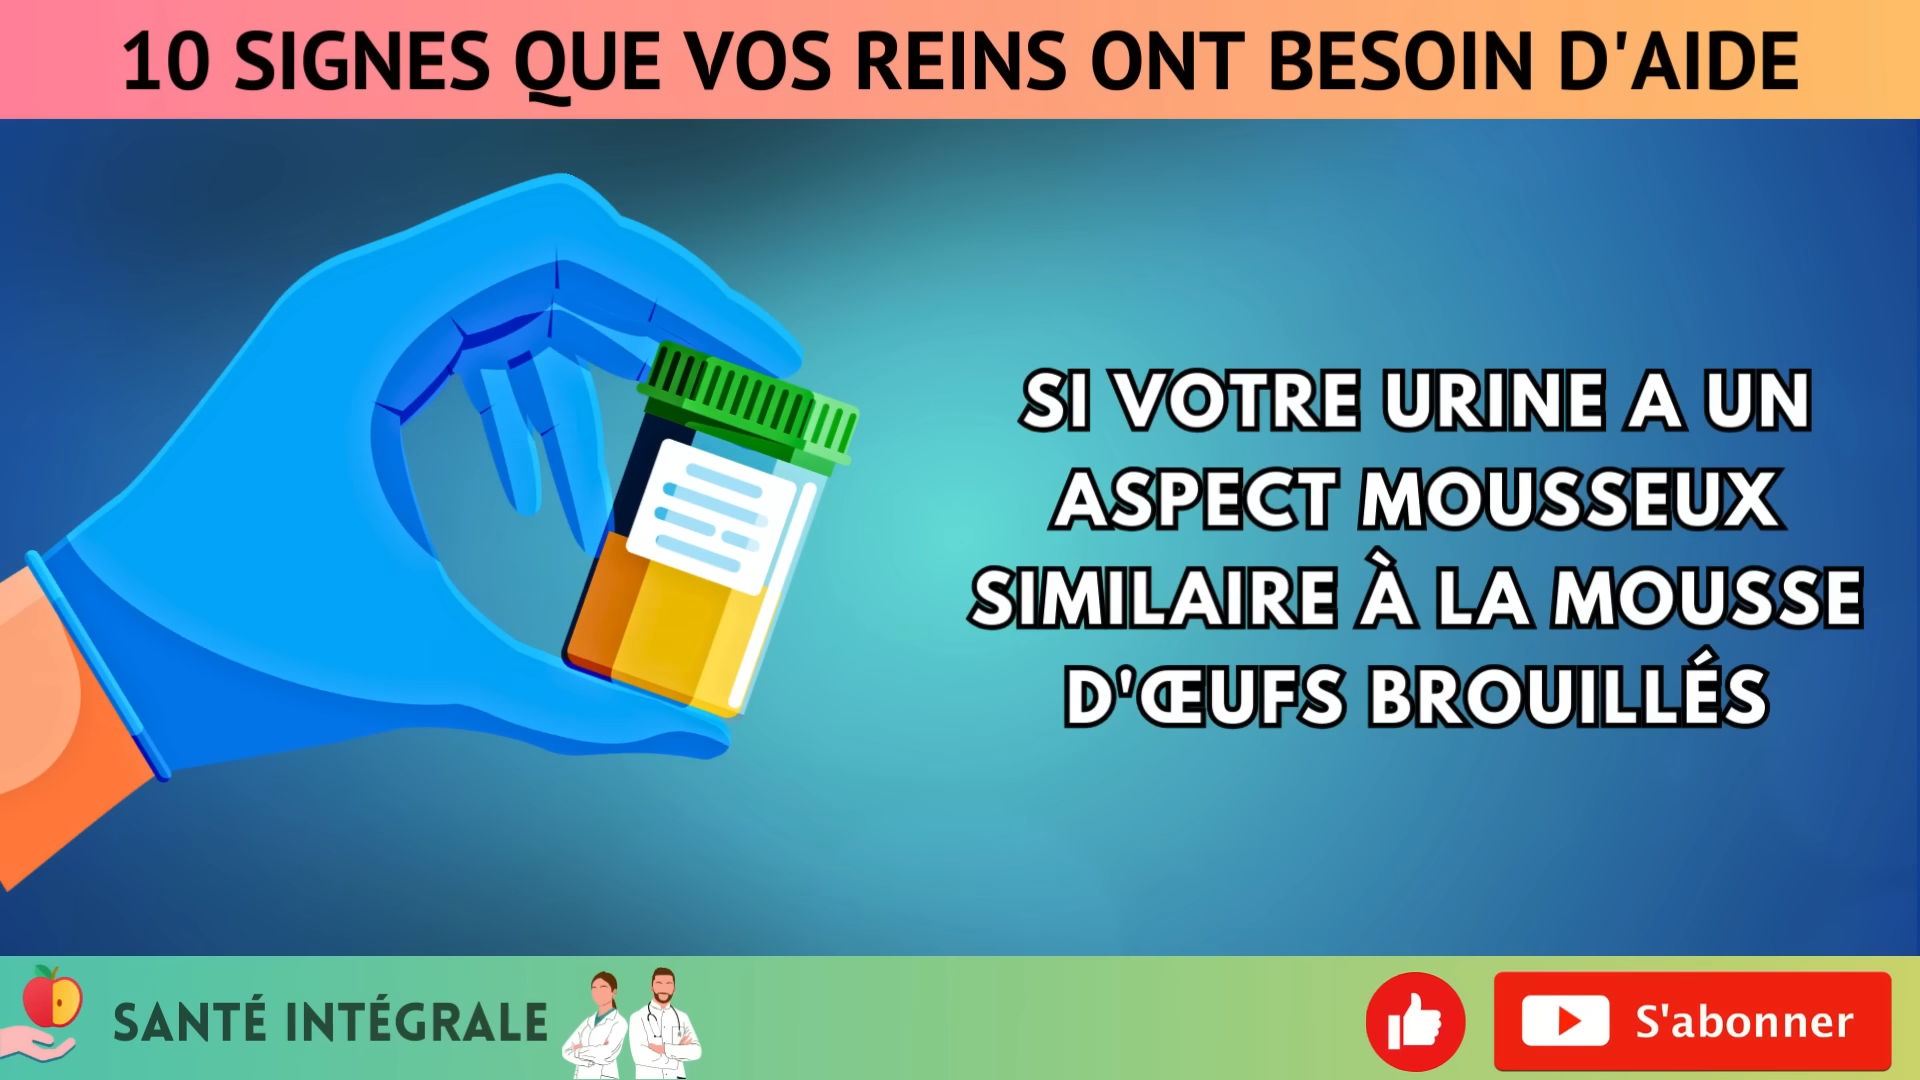 10 SIGNES QUE VOS REINS ONT BESOIN D'AIDE
SI VOTRE URINE A UN
ASPECT MOUSSEUX
SIMILAIRE À LA MOUSSE
D'ŒUFS BROUILLÉS
SANTÉ INTÉGRALE
S'abonner